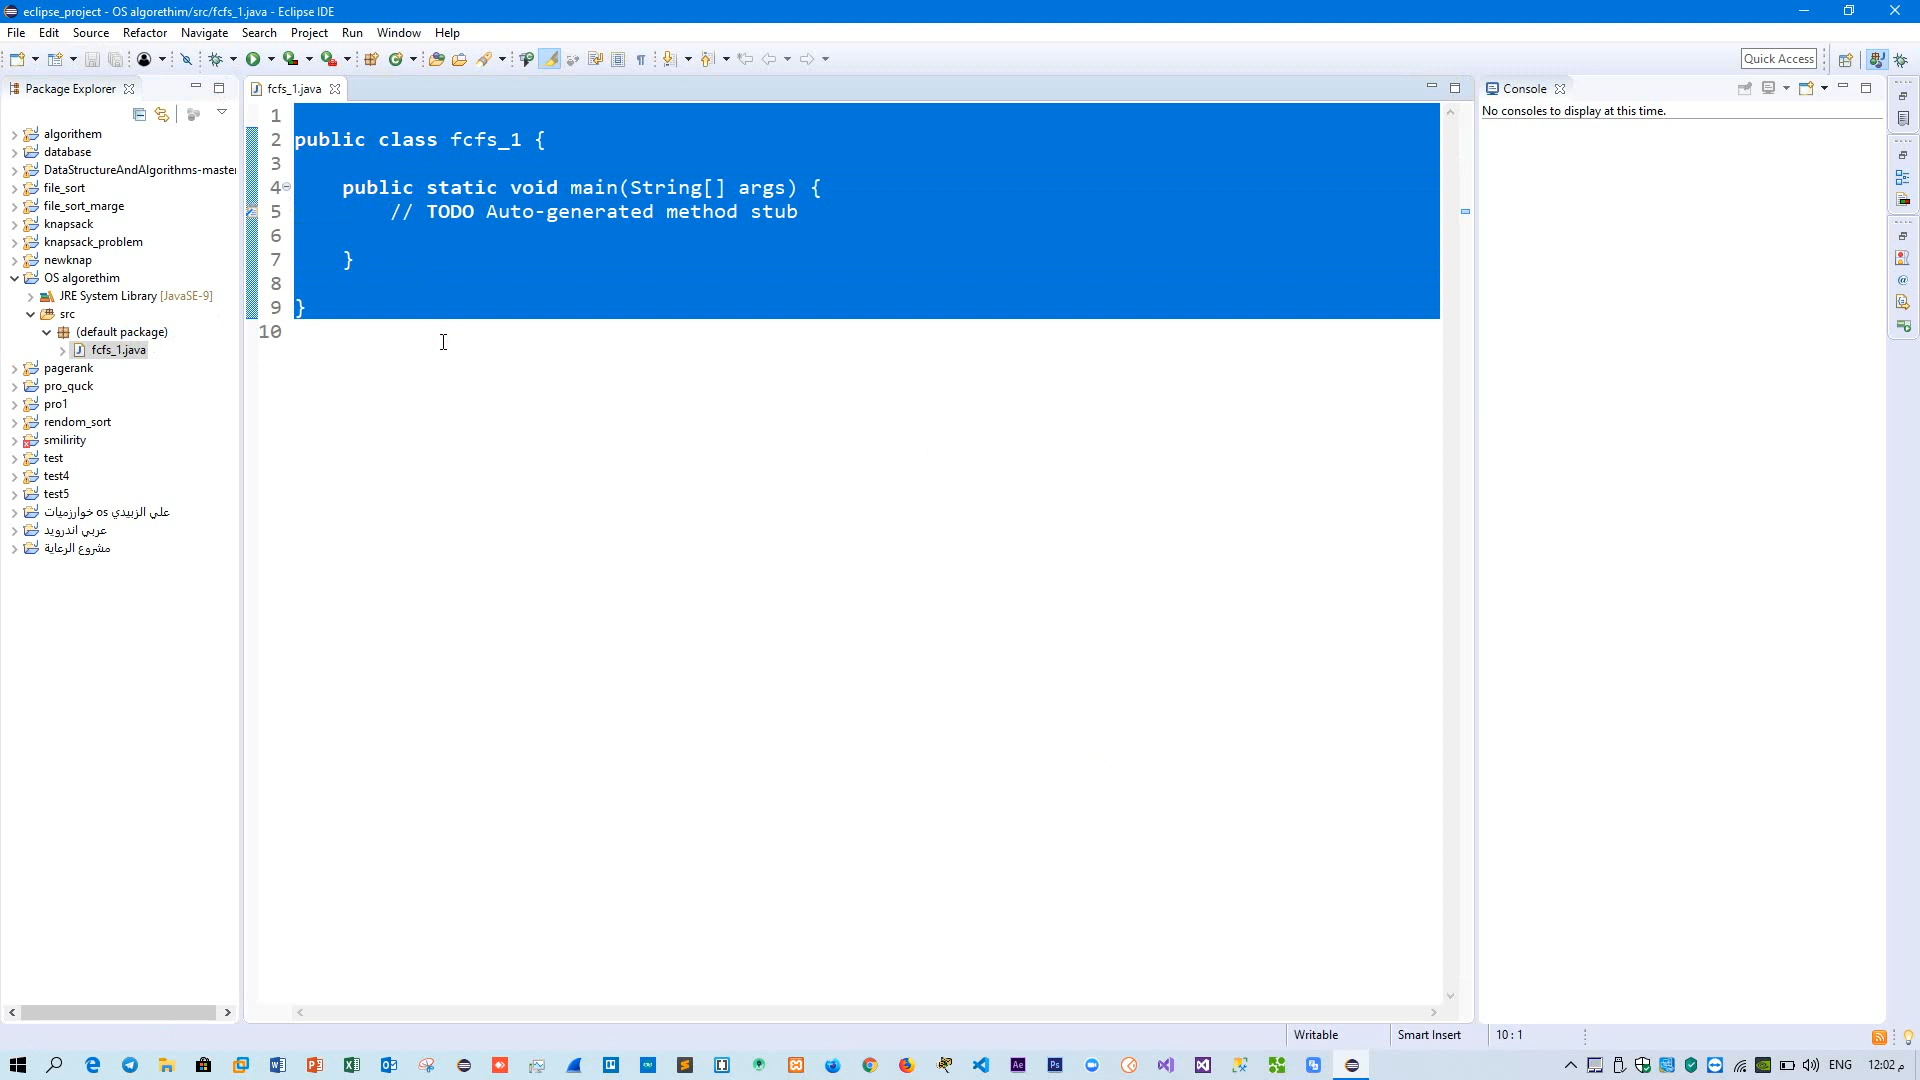 eclipse_project - OS algorethim/src/fcfs_1.java - Eclipse IDE
File Edit Source Refactor Navigate Search Project Run Window Help
Quick Access
Package Explorer
fcfs_1.java
Console
No consoles to display at this time.
algorithem
database
DataStructureAndAlgorithms-master
file_sort
file_sort_marge
knapsack
knapsack_problem
newknap
OS algorethim
JRE System Library [JavaSE-9]
src
(default package)
fcfs_1.java
pagerank
pro_quck
pro1
rendom_sort
smilirity
test
test4
test5
خوارزميات os علي الزبيدي
عربي اندرويد
مشروع الرعاية
1
2 public class fcfs_1 {
3
4 public static void main(String[] args) {
5 // TODO Auto-generated method stub
6
7 }
8
9 }
10
Writable Smart Insert 10 : 1
ENG 12:02 م